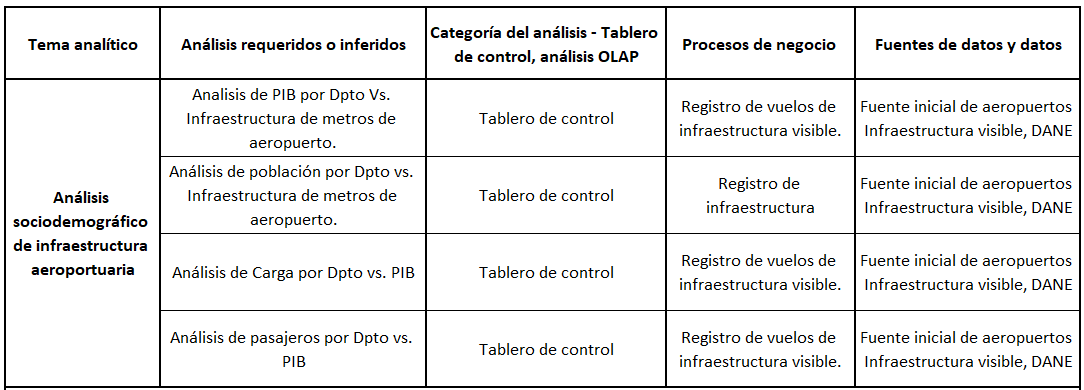 Tema analítico
Análisis requeridos o inferidos
Categoría del análisis - Tablero
de control, análisis OLAP
Procesos de negocio
Fuentes de datos y datos
Análisis
sociodemográfico
de infraestructura
aeroportuaria
Analisis de PIB por Dpto Vs.
Infraestructura de metros de
aeropuerto.
Tablero de control
Registro de vuelos de
infraestructura visible.
Fuente inicial de aeropuertos
Infraestructura visible, DANE
Análisis de población por Dpto vs.
Infraestructura de metros de
aeropuerto.
Tablero de control
Registro de
infraestructura
Fuente inicial de aeropuertos
Infraestructura visible, DANE
Análisis de Carga por Dpto vs. PIB
Tablero de control
Registro de vuelos de
infraestructura visible.
Fuente inicial de aeropuertos
Infraestructura visible, DANE
Análisis de pasajeros por Dpto vs.
PIB
Tablero de control
Registro de vuelos de
infraestructura visible.
Fuente inicial de aeropuertos
Infraestructura visible, DANE